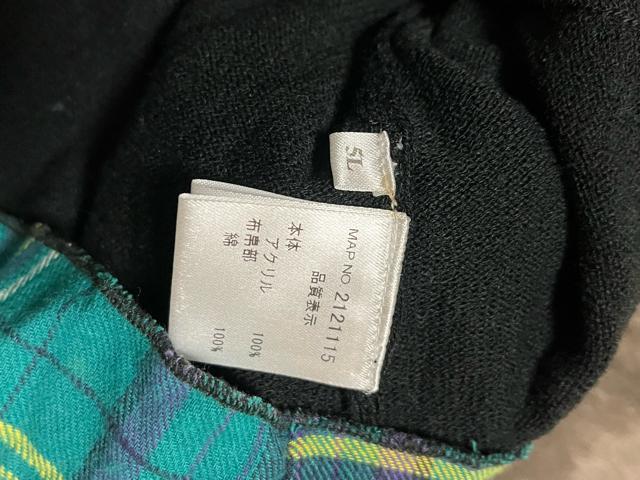 5L
MAP NO. 2121115
品質表示
本体
アクリル 100%
布帛部
綿 100%